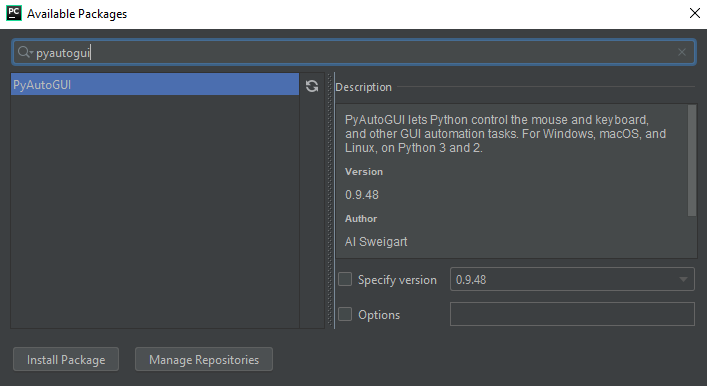 PC Available Packages
pyautogui
PyAutoGUI
Description
PyAutoGUI lets Python control the mouse and keyboard,
and other GUI automation tasks. For Windows, macOS, and
Linux, on Python 3 and 2.
Version
0.9.48
Author
Al Sweigart
Specify version 0.9.48
Options
Install Package Manage Repositories